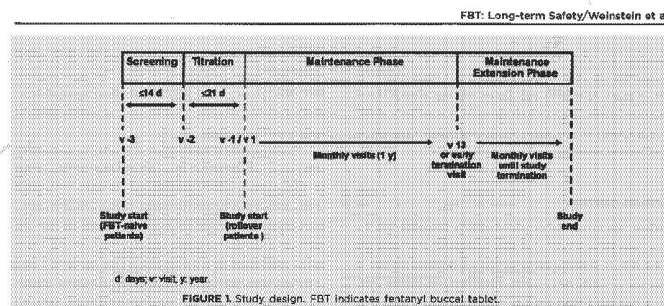 FBT: Long-term Safety/Weinstein et a
Screening Titration Maintenance Phase Maintenance
Extension Phase
≤14 d ≤21 d
v -3 v -2 v -1 / v 1 Monthly visits (1 y) v 13
or early
termination
visit
Monthly visits
until study
termination
Study start
(FBT-naive
patients)
Study start
(rollover
patients )
Study
end
d: days; v: visit, y: year.
FIGURE 1. Study design. FBT indicates fentanyl buccal tablet.